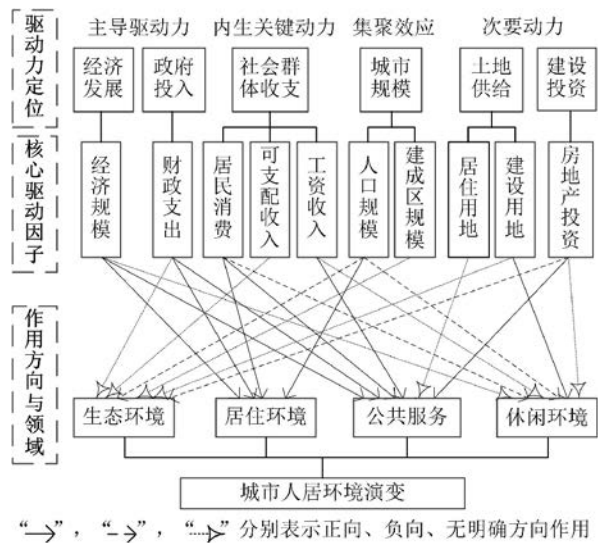 驱动力定位
主导驱动力 内生关键动力 集聚效应 次要动力
经济发展 政府投入 社会群体收支 城市规模 土地供给 建设投资
核心驱动因子
经济规模 财政支出 居民消费 可支配收入 工资收入 人口规模 建成区规模 居住用地 建设用地 房地产投资
作用方向与领域
生态环境 居住环境 公共服务 休闲环境
城市人居环境演变
“→”，“-→”，“┈▷”分别表示正向、负向、无明确方向作用